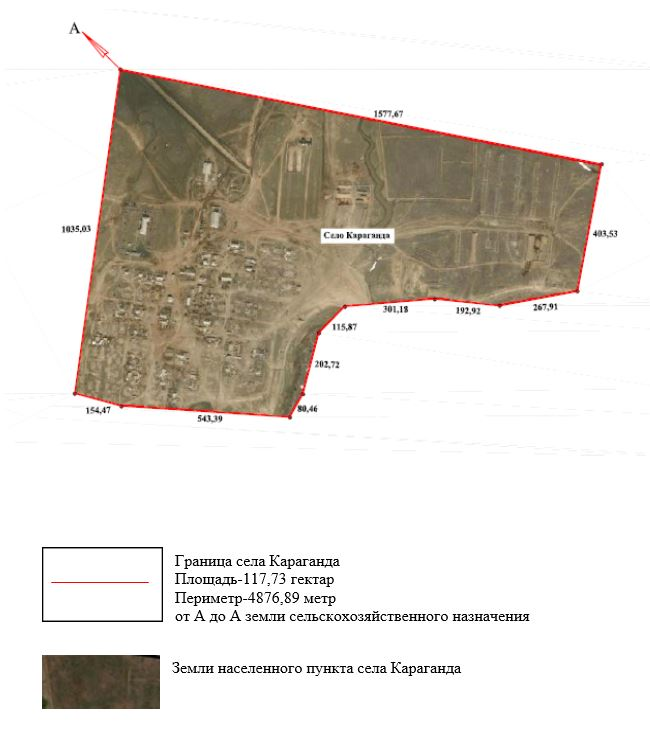 А
1577,67
1035,03
403,53
Село Караганда
267,91
192,92
301,18
115,87
202,72
80,46
154,47
543,39
Граница села Караганда
Площадь-117,73 гектар
Периметр-4876,89 метр
от А до А земли сельскохозяйственного назначения
Земли населенного пункта села Караганда